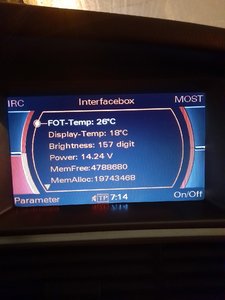 IRC Interfacebox MOST
FOT-Temp: 26°C
Display-Temp: 18°C
Brightness: 157 digit
Power: 14.24 V
MemFree:4788680
MemAlloc:1974346B
Parameter TP 7:14 On/Off